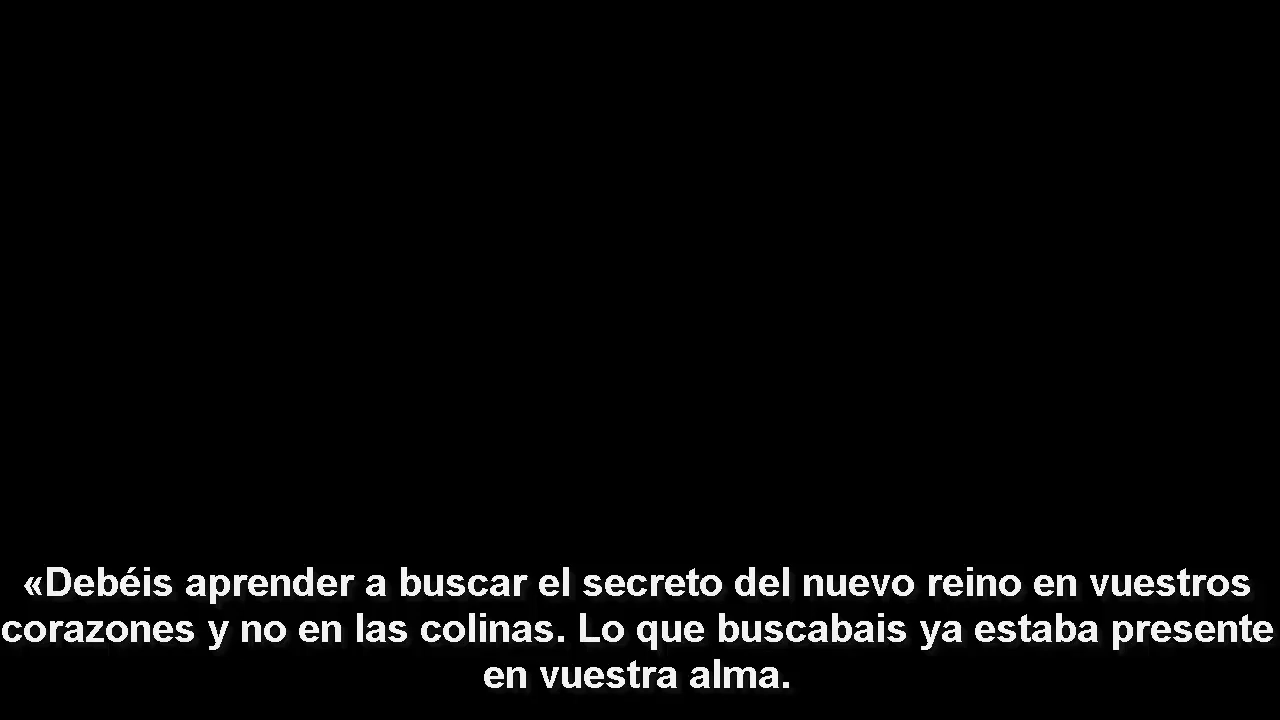 «Debéis aprender a buscar el secreto del nuevo reino en vuestros
corazones y no en las colinas. Lo que buscabais ya estaba presente
en vuestra alma.